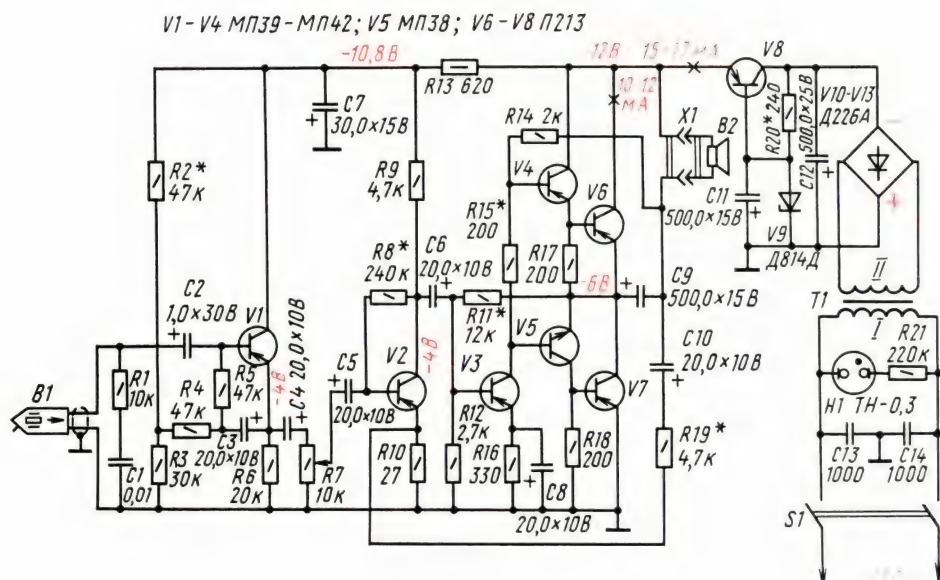 V1-V4 МП39-МП42; V5 МП38; V6-V8 П213
-10,8В
-12В
15-17 МА
10-12
МА
R13 620
V8
C7
30,0×15В
R2*
47к
R9
4,7к
R14 2к
X1
B2
R20* 240
C12 500,0×25В
V10-V13
Д226А
−
+
V4
V6
R15*
200
R17
200
C11
500,0×15В
V9
Д814Д
R8*
240к
C6
20,0×10В
-6В
C9
500,0×15В
T1
II
I
R21
220к
C2
1,0×30В
V1
R11*
12к
V5
C10
20,0×10В
H1 ТН-0,3
B1
R1
10к
R4
47к
R5
47к
-4В
C4 20,0×10В
C5
20,0×10В
V2
-4В
V3
V7
C3
20,0×10В
R12
2,7к
R19*
4,7к
C13
1000
C14
1000
C1
0,01
R3
30к
R6
20к
R7
10к
R10
27
R16
330
C8
20,0×10В
R18
200
S1